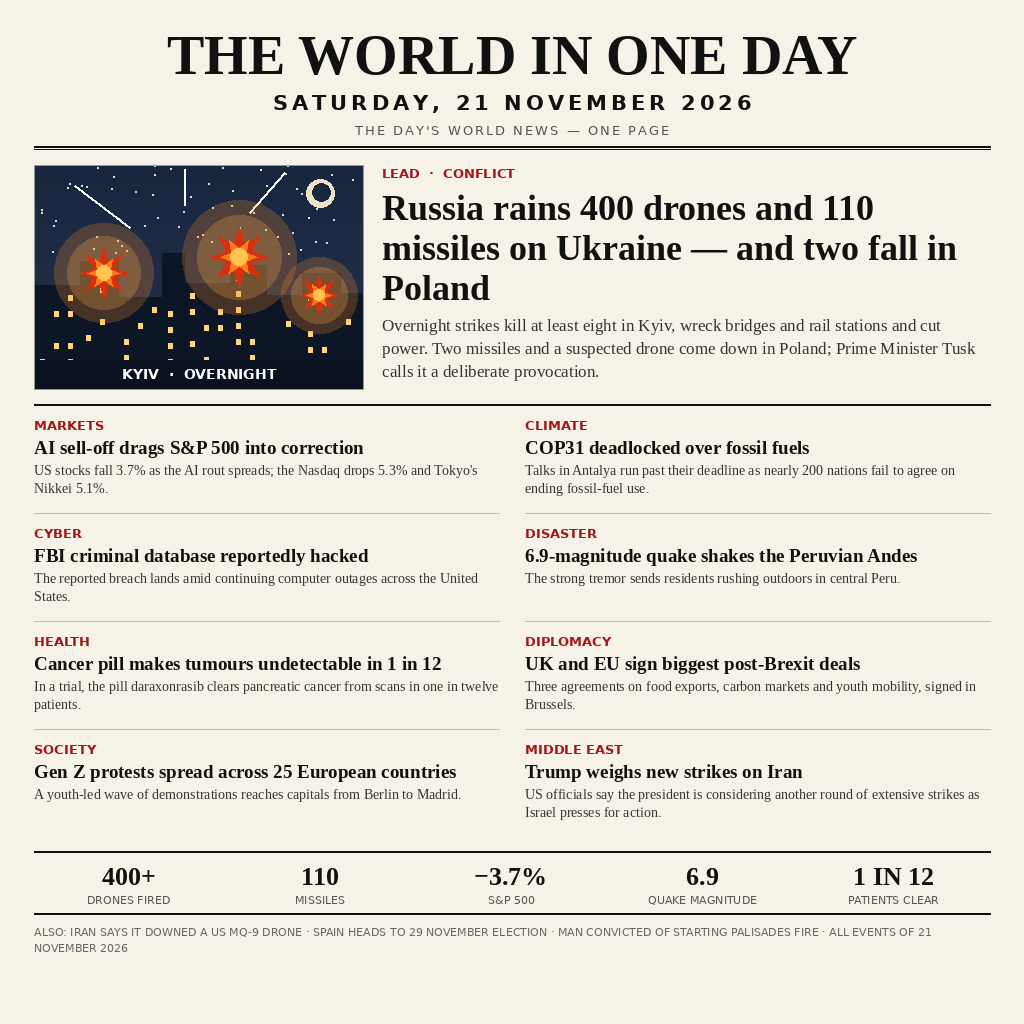 THE WORLD IN ONE DAY
SATURDAY, 21 NOVEMBER 2026
THE DAY'S WORLD NEWS — ONE PAGE
KYIV · OVERNIGHT
LEAD · CONFLICT
Russia rains 400 drones and 110
missiles on Ukraine — and two fall in
Poland
Overnight strikes kill at least eight in Kyiv, wreck bridges and rail stations and cut
power. Two missiles and a suspected drone come down in Poland; Prime Minister Tusk
calls it a deliberate provocation.
MARKETS
AI sell-off drags S&P 500 into correction
US stocks fall 3.7% as the AI rout spreads; the Nasdaq drops 5.3% and Tokyo's
Nikkei 5.1%.
CLIMATE
COP31 deadlocked over fossil fuels
Talks in Antalya run past their deadline as nearly 200 nations fail to agree on
ending fossil-fuel use.
CYBER
FBI criminal database reportedly hacked
The reported breach lands amid continuing computer outages across the United
States.
DISASTER
6.9-magnitude quake shakes the Peruvian Andes
The strong tremor sends residents rushing outdoors in central Peru.
HEALTH
Cancer pill makes tumours undetectable in 1 in 12
In a trial, the pill daraxonrasib clears pancreatic cancer from scans in one in twelve
patients.
DIPLOMACY
UK and EU sign biggest post-Brexit deals
Three agreements on food exports, carbon markets and youth mobility, signed in
Brussels.
SOCIETY
Gen Z protests spread across 25 European countries
A youth-led wave of demonstrations reaches capitals from Berlin to Madrid.
MIDDLE EAST
Trump weighs new strikes on Iran
US officials say the president is considering another round of extensive strikes as
Israel presses for action.
400+
DRONES FIRED
110
MISSILES
−3.7%
S&P 500
6.9
QUAKE MAGNITUDE
1 IN 12
PATIENTS CLEAR
ALSO: IRAN SAYS IT DOWNED A US MQ-9 DRONE · SPAIN HEADS TO 29 NOVEMBER ELECTION · MAN CONVICTED OF STARTING PALISADES FIRE · ALL EVENTS OF 21
NOVEMBER 2026